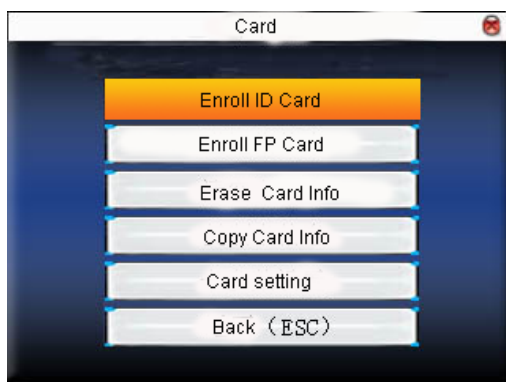 Card
Enroll ID Card
Enroll FP Card
Erase Card Info
Copy Card Info
Card setting
Back（ESC）